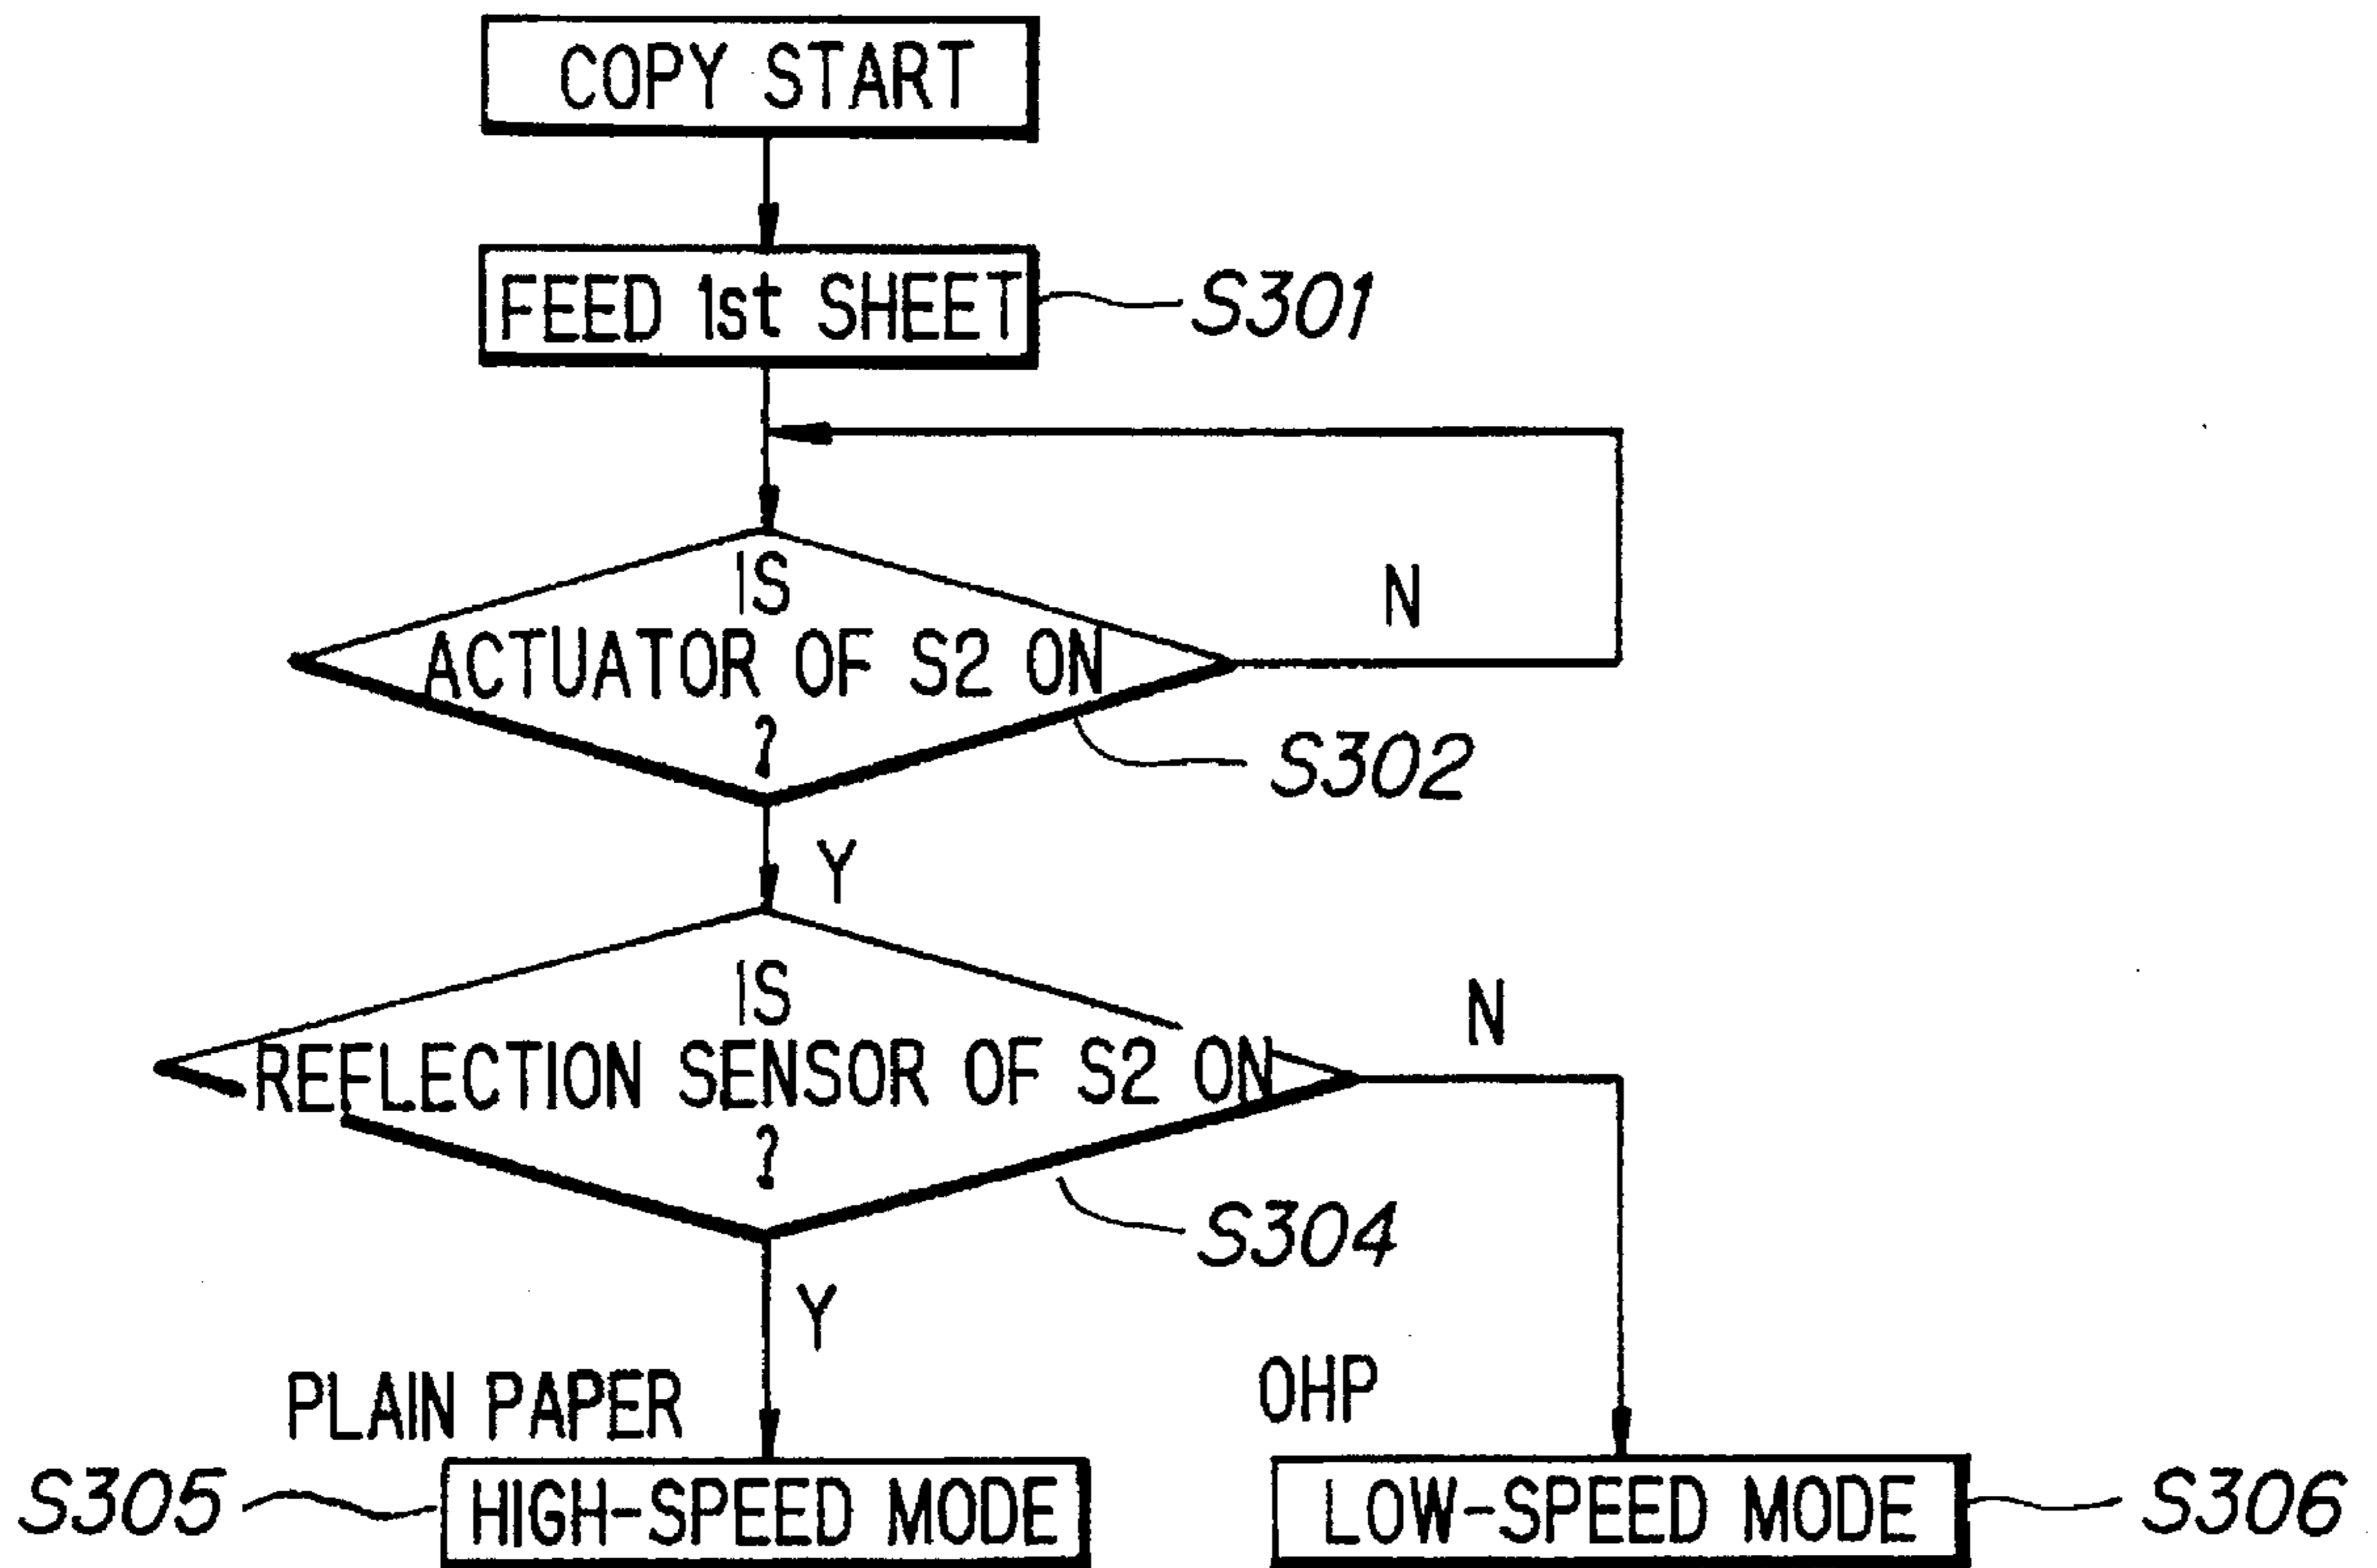 COPY START
FEED 1st SHEET
S301
IS
ACTUATOR OF S2 ON
?
N
S302
Y
IS
REFLECTION SENSOR OF S2 ON
?
N
S304
Y
PLAIN PAPER
OHP
S305
HIGH-SPEED MODE
LOW-SPEED MODE
S306